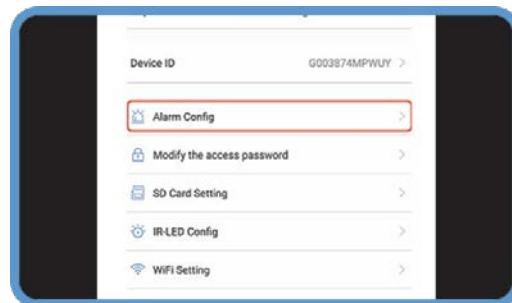 Device ID G003874MPWUY >
Alarm Config >
Modify the access password >
SD Card Setting >
IR-LED Config >
WiFi Setting >